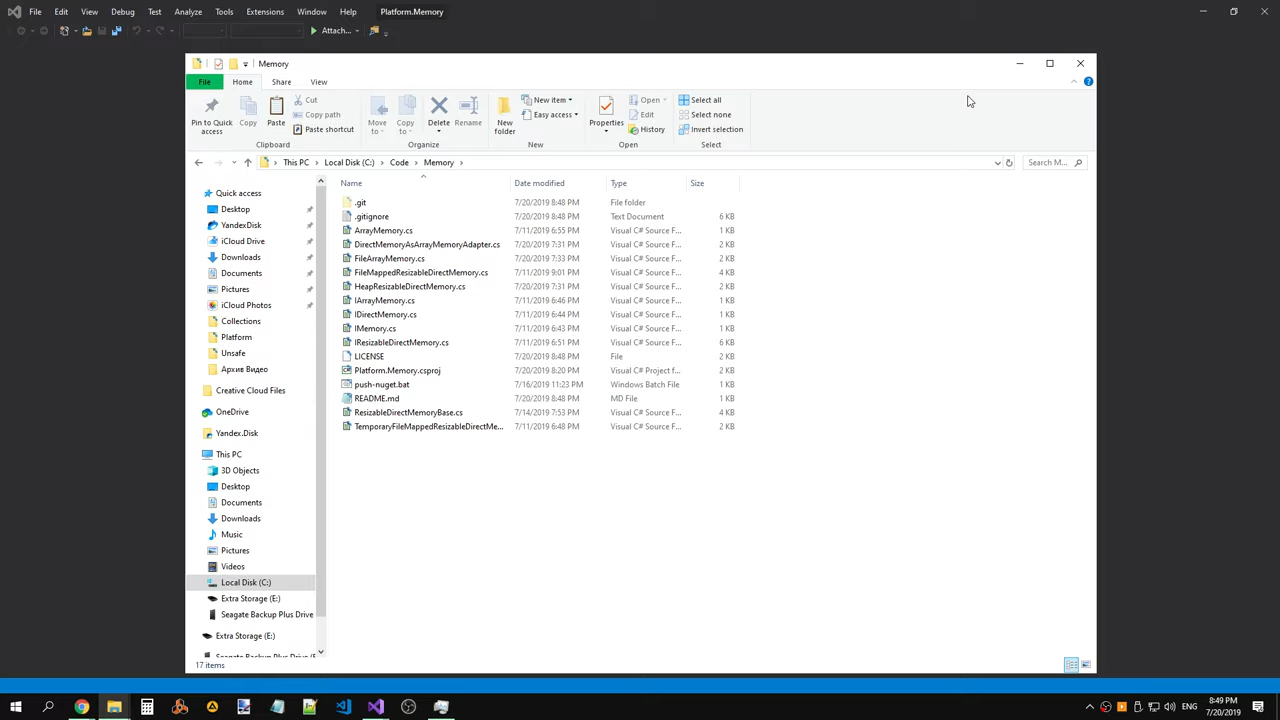 File Edit View Debug Test Analyze Tools Extensions Window Help Platform.Memory
Attach...
Memory
File Home Share View
Pin to Quick access
Copy
Paste
Cut
Copy path
Paste shortcut
Clipboard
Move to
Copy to
Delete
Rename
Organize
New folder
New item
Easy access
New
Properties
Open
Edit
History
Open
Select all
Select none
Invert selection
Select
This PC > Local Disk (C:) > Code > Memory >
Search M...
Name Date modified Type Size
.git 7/20/2019 8:48 PM File folder
.gitignore 7/20/2019 8:48 PM Text Document 6 KB
ArrayMemory.cs 7/11/2019 6:55 PM Visual C# Source F... 1 KB
DirectMemoryAsArrayMemoryAdapter.cs 7/20/2019 7:31 PM Visual C# Source F... 2 KB
FileArrayMemory.cs 7/20/2019 7:33 PM Visual C# Source F... 2 KB
FileMappedResizableDirectMemory.cs 7/11/2019 9:01 PM Visual C# Source F... 4 KB
HeapResizableDirectMemory.cs 7/20/2019 7:31 PM Visual C# Source F... 2 KB
IArrayMemory.cs 7/11/2019 6:46 PM Visual C# Source F... 1 KB
IDirectMemory.cs 7/11/2019 6:44 PM Visual C# Source F... 1 KB
IMemory.cs 7/11/2019 6:43 PM Visual C# Source F... 1 KB
IResizableDirectMemory.cs 7/11/2019 6:51 PM Visual C# Source F... 6 KB
LICENSE 7/20/2019 8:48 PM File 2 KB
Platform.Memory.csproj 7/20/2019 8:20 PM Visual C# Project f... 2 KB
push-nuget.bat 7/16/2019 11:23 PM Windows Batch File 1 KB
README.md 7/20/2019 8:48 PM MD File 1 KB
ResizableDirectMemoryBase.cs 7/14/2019 7:53 PM Visual C# Source F... 4 KB
TemporaryFileMappedResizableDirectMe... 7/11/2019 6:48 PM Visual C# Source F... 2 KB
Quick access
Desktop
YandexDisk
iCloud Drive
Downloads
Documents
Pictures
iCloud Photos
Collections
Platform
Unsafe
Архив Видео
Creative Cloud Files
OneDrive
Yandex.Disk
This PC
3D Objects
Desktop
Documents
Downloads
Music
Pictures
Videos
Local Disk (C:)
Extra Storage (E:)
Seagate Backup Plus Drive
Extra Storage (E:)
17 items
ENG
8:49 PM
7/20/2019